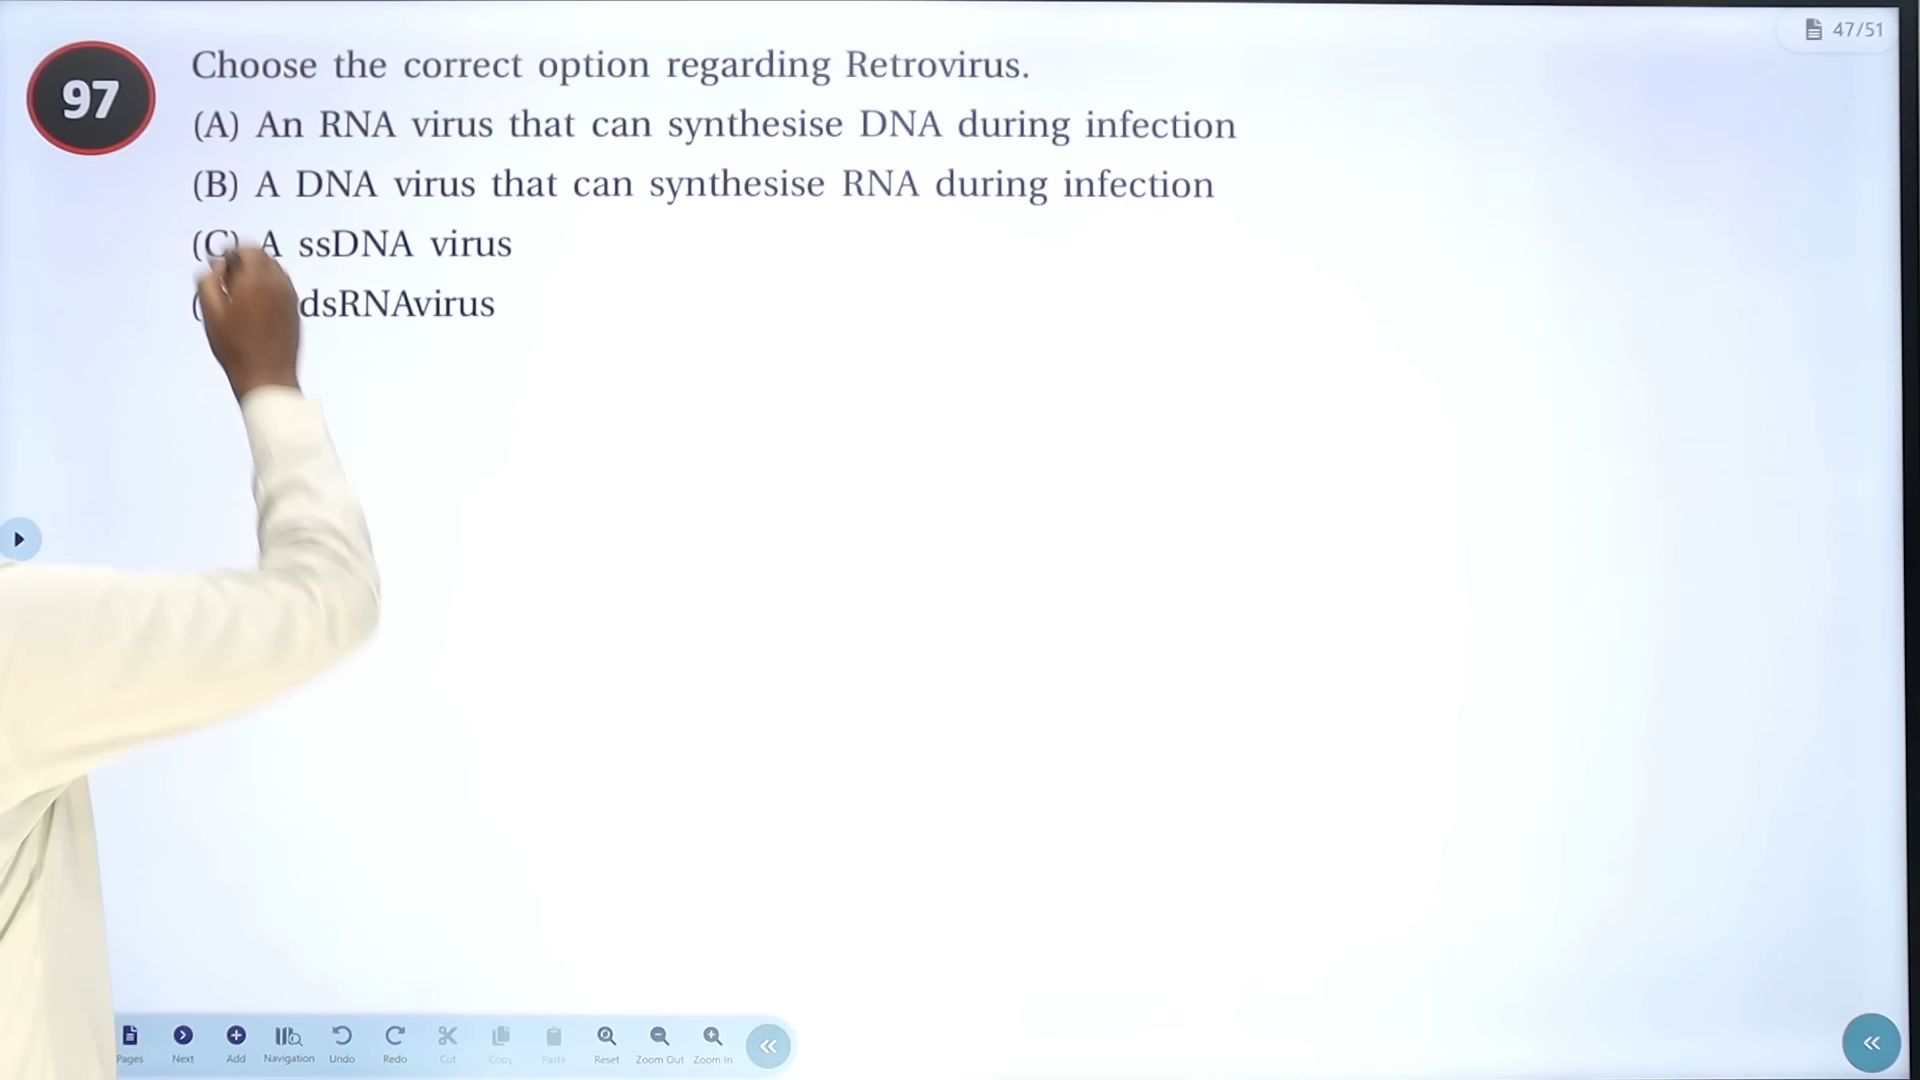 47/51
97
Choose the correct option regarding Retrovirus.
(A) An RNA virus that can synthesise DNA during infection
(B) A DNA virus that can synthesise RNA during infection
(C) A ssDNA virus
( dsRNAvirus
Pages Next Add Navigation Undo Redo Cut Copy Paste Reset Zoom Out Zoom In